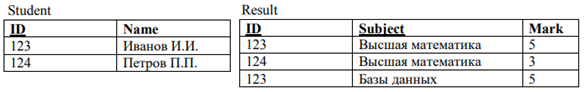 Student
ID Name
123 Иванов И.И.
124 Петров П.П.
Result
ID Subject Mark
123 Высшая математика 5
124 Высшая математика 3
123 Базы данных 5